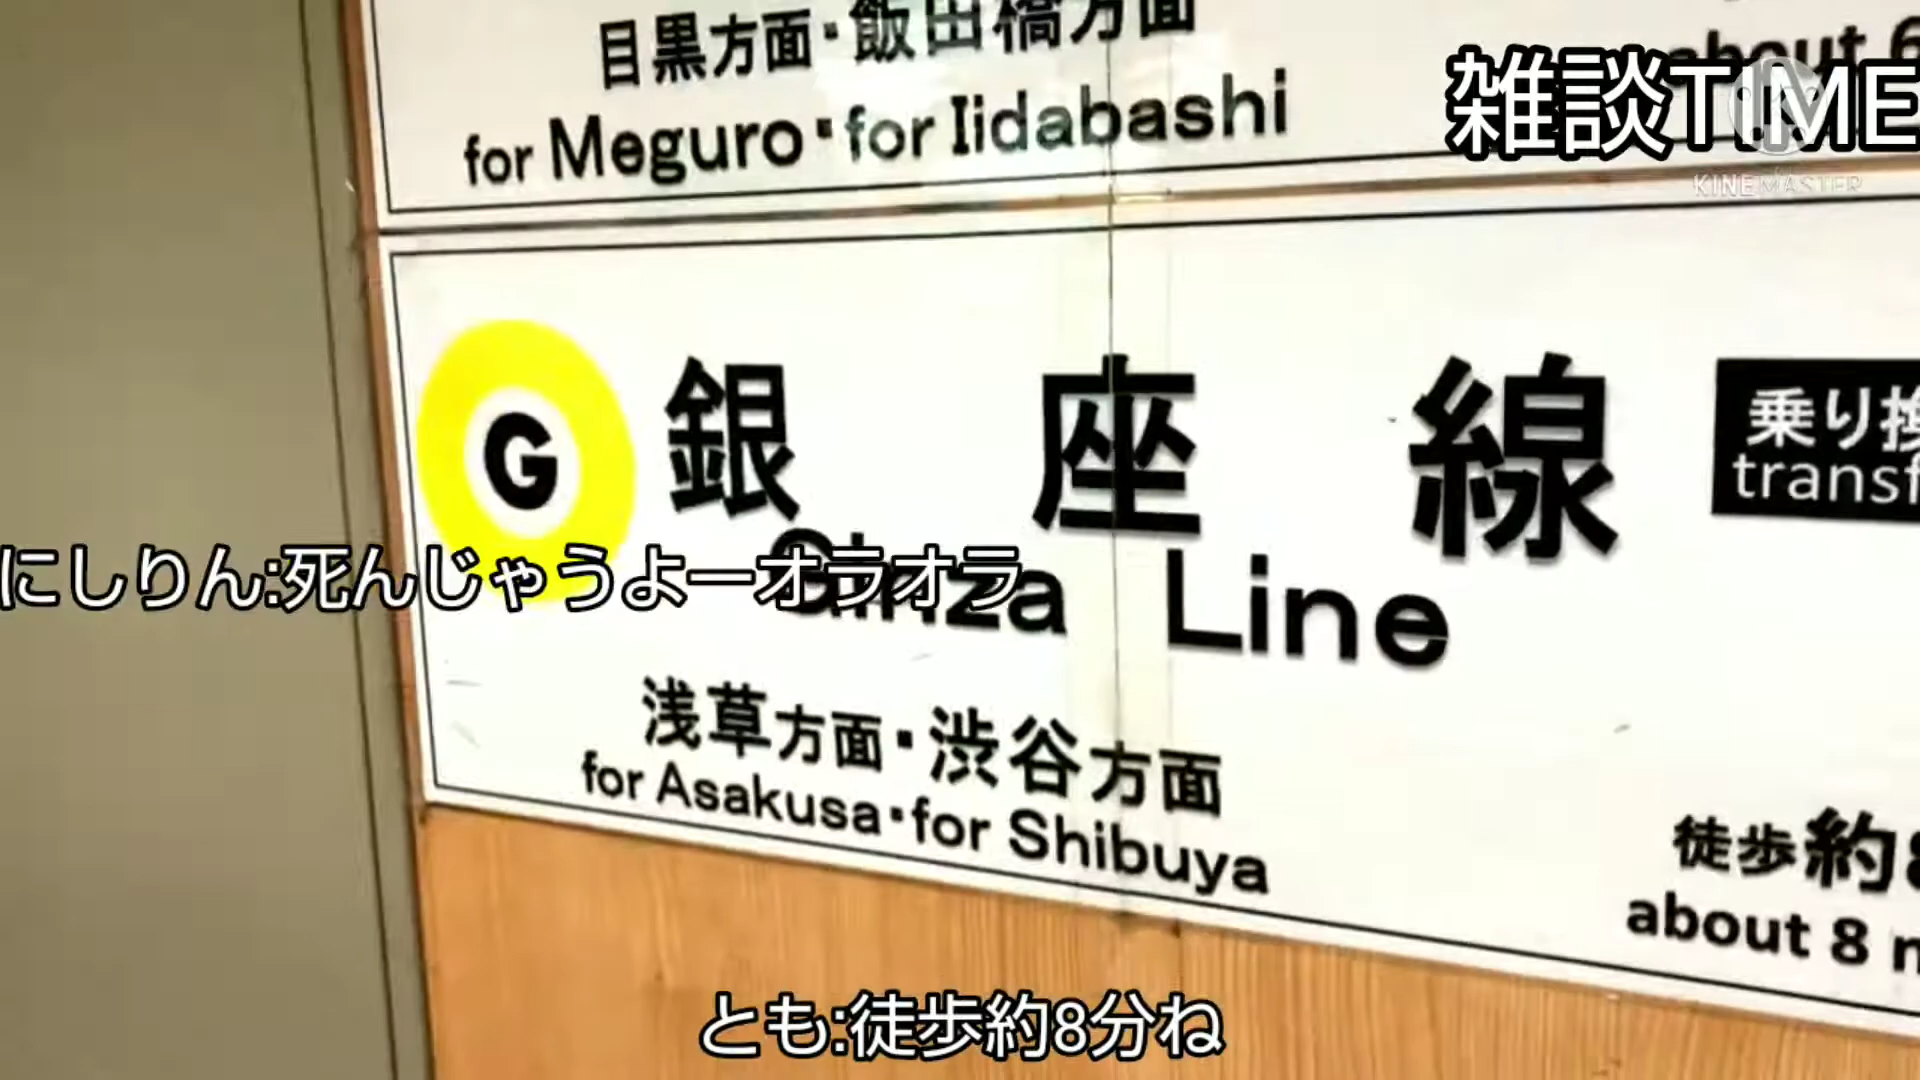 目黒方面・飯田橋方面
for Meguro・for Iidabashi
about 6
雑談TIME
KINEMASTER
G 銀座線
乗り換
transf
Ginza Line
にしりん:死んじゃうよーオラオラ
浅草方面・渋谷方面
for Asakusa・for Shibuya
徒歩約8
about 8 m
とも:徒歩約8分ね